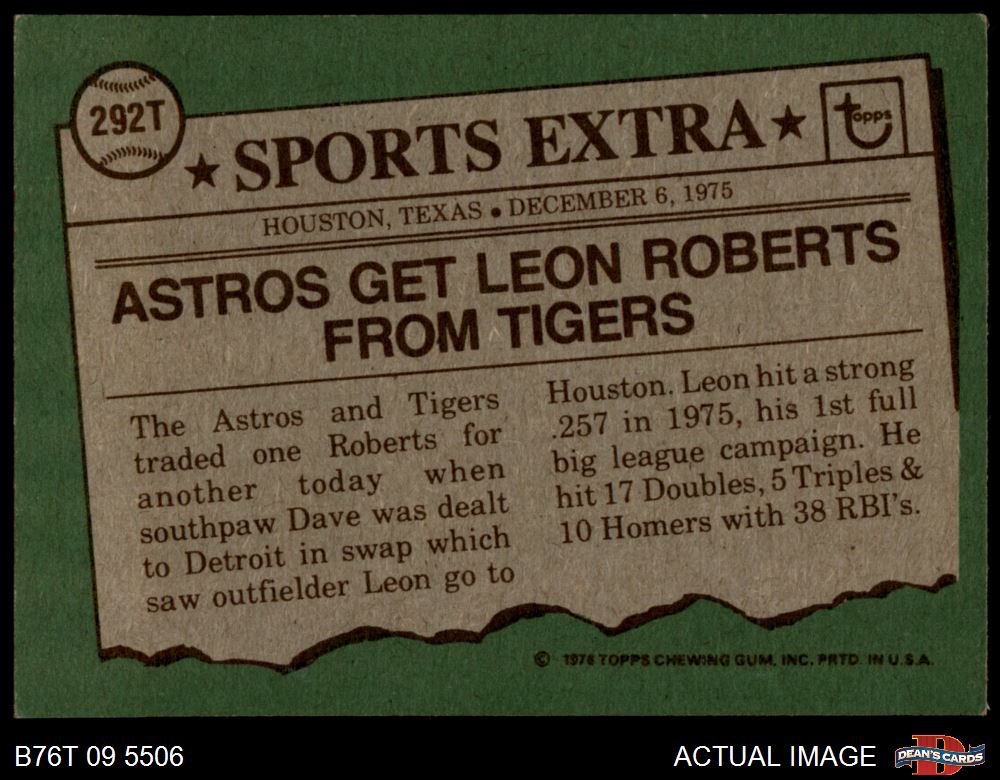 292T
★ SPORTS EXTRA ★
topps
HOUSTON, TEXAS • DECEMBER 6, 1975
ASTROS GET LEON ROBERTS
FROM TIGERS
The Astros and Tigers
traded one Roberts for
another today when
southpaw Dave was dealt
to Detroit in swap which
saw outfielder Leon go to
Houston. Leon hit a strong
.257 in 1975, his 1st full
big league campaign. He
hit 17 Doubles, 5 Triples &
10 Homers with 38 RBI's.
© 1976 TOPPS CHEWING GUM, INC. PRTD. IN U.S.A.
B76T 09 5506
ACTUAL IMAGE
DEAN'S CARDS